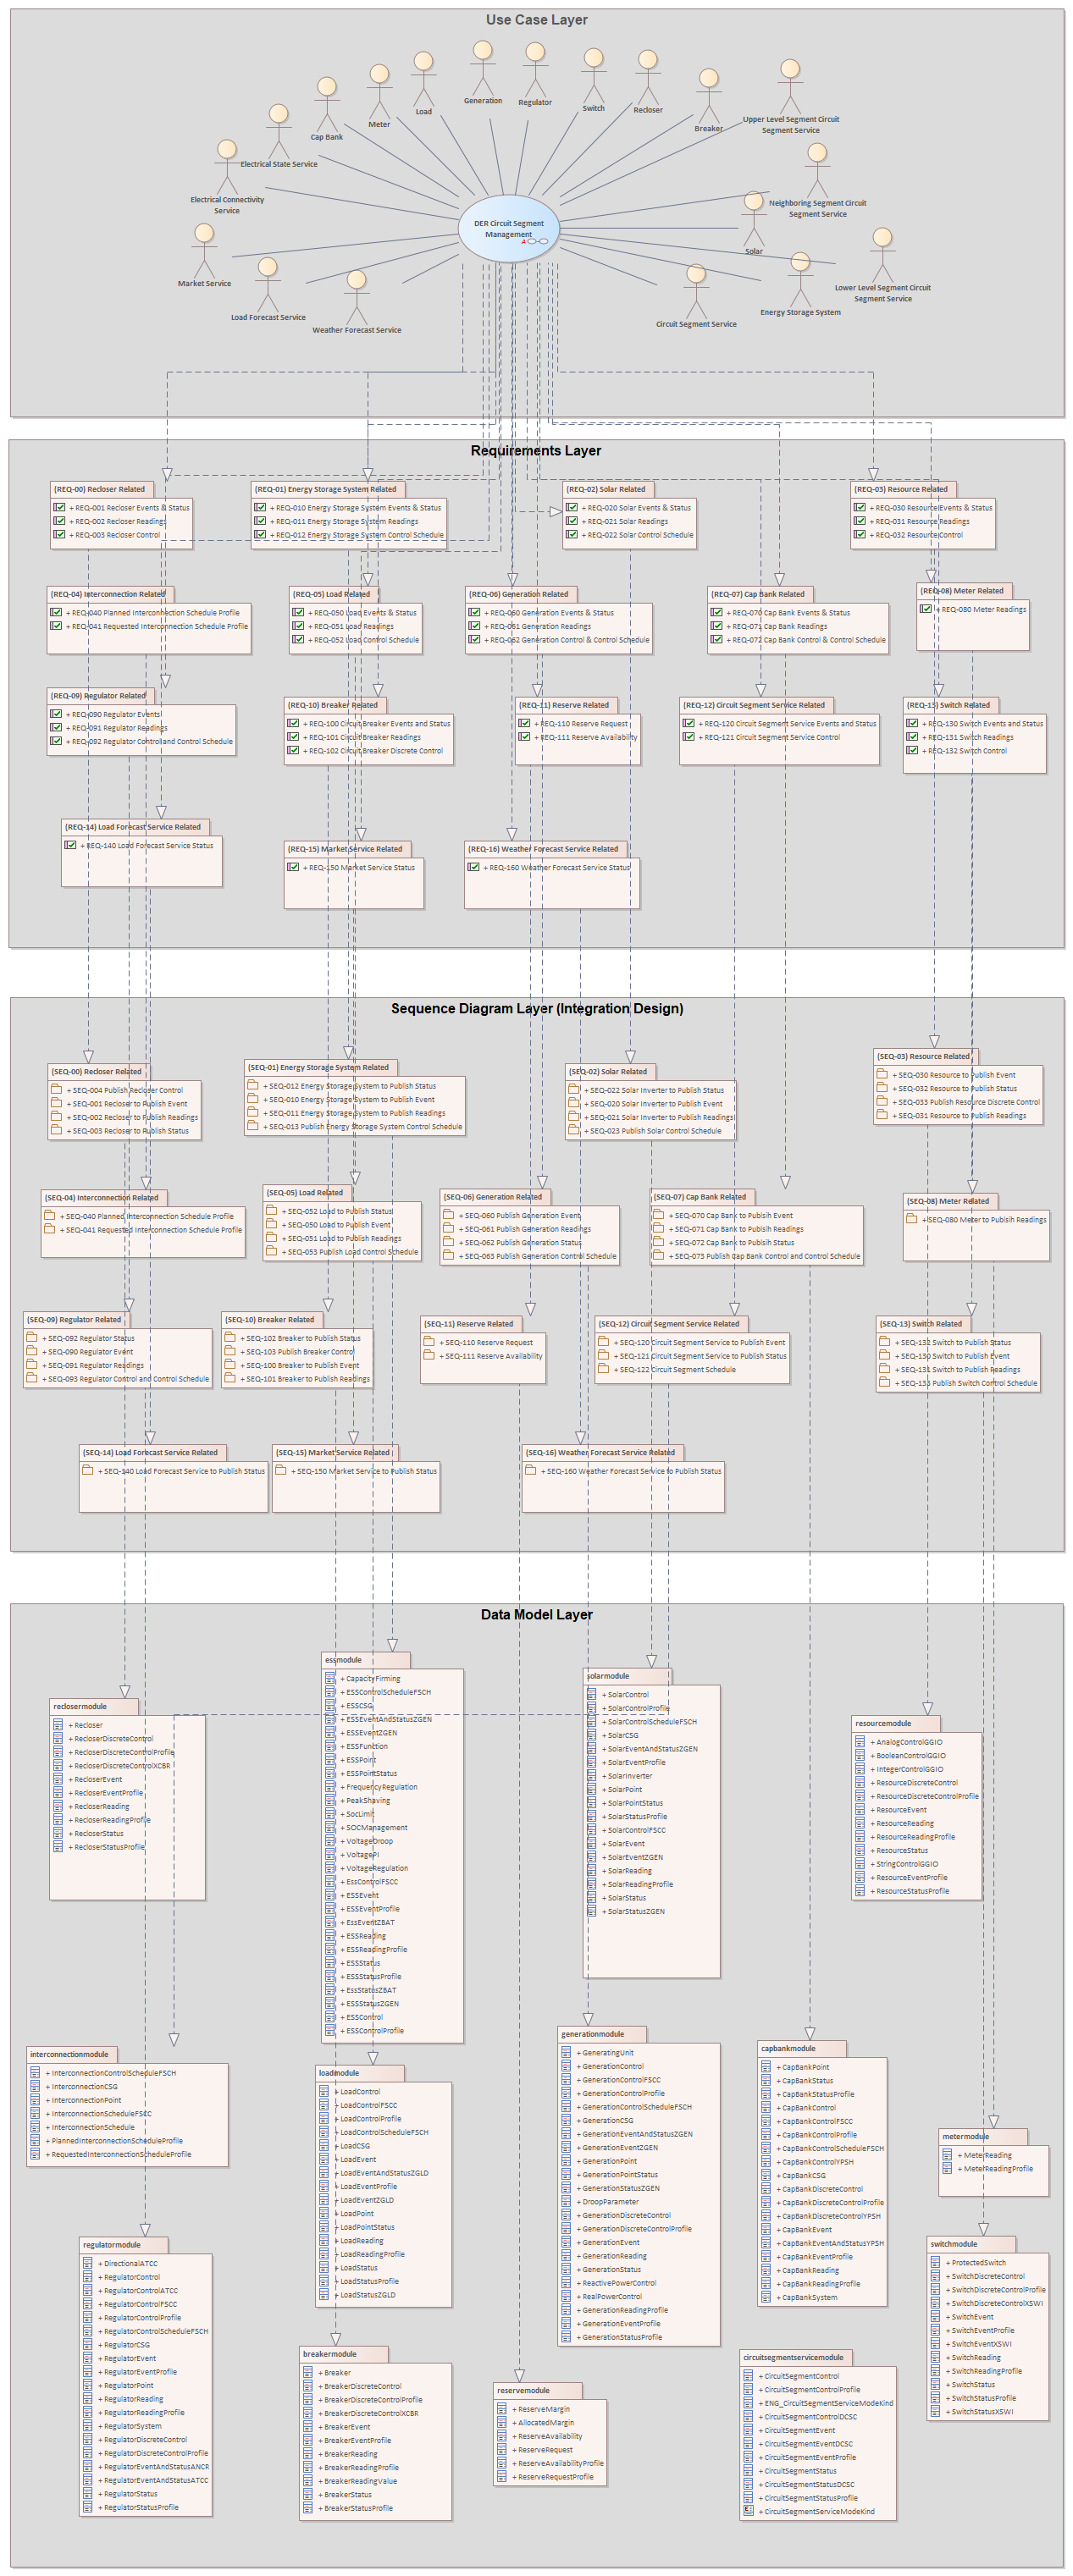 Use Case Layer
Generation
Regulator
Load
Switch
Recloser
Meter
Breaker
Cap Bank
Upper Level Segment Circuit
Segment Service
Electrical State Service
Electrical Connectivity
Service
Neighboring Segment Circuit
Segment Service
DER Circuit Segment
Management
Solar
Market Service
Load Forecast Service
Weather Forecast Service
Circuit Segment Service
Energy Storage System
Lower Level Segment Circuit
Segment Service
Requirements Layer
(REQ-00) Recloser Related
+ REQ-001 Recloser Events & Status
+ REQ-002 Recloser Readings
+ REQ-003 Recloser Control
(REQ-01) Energy Storage System Related
+ REQ-010 Energy Storage System Events & Status
+ REQ-011 Energy Storage System Readings
+ REQ-012 Energy Storage System Control Schedule
(REQ-02) Solar Related
+ REQ-020 Solar Events & Status
+ REQ-021 Solar Readings
+ REQ-022 Solar Control Schedule
(REQ-03) Resource Related
+ REQ-030 Resource Events & Status
+ REQ-031 Resource Readings
+ REQ-032 Resource Control
(REQ-04) Interconnection Related
+ REQ-040 Planned Interconnection Schedule Profile
+ REQ-041 Requested Interconnection Schedule Profile
(REQ-05) Load Related
+ REQ-050 Load Events & Status
+ REQ-051 Load Readings
+ REQ-052 Load Control Schedule
(REQ-06) Generation Related
+ REQ-060 Generation Events & Status
+ REQ-061 Generation Readings
+ REQ-062 Generation Control & Control Schedule
(REQ-07) Cap Bank Related
+ REQ-070 Cap Bank Events & Status
+ REQ-071 Cap Bank Readings
+ REQ-072 Cap Bank Control & Control Schedule
(REQ-08) Meter Related
+ REQ-080 Meter Readings
(REQ-09) Regulator Related
+ REQ-090 Regulator Events
+ REQ-091 Regulator Readings
+ REQ-092 Regulator Control and Control Schedule
(REQ-10) Breaker Related
+ REQ-100 Circuit Breaker Events and Status
+ REQ-101 Circuit Breaker Readings
+ REQ-102 Circuit Breaker Discrete Control
(REQ-11) Reserve Related
+ REQ-110 Reserve Request
+ REQ-111 Reserve Availability
(REQ-12) Circuit Segment Service Related
+ REQ-120 Circuit Segment Service Events and Status
+ REQ-121 Circuit Segment Service Control
(REQ-13) Switch Related
+ REQ-130 Switch Events and Status
+ REQ-131 Switch Readings
+ REQ-132 Switch Control
(REQ-14) Load Forecast Service Related
+ REQ-140 Load Forecast Service Status
(REQ-15) Market Service Related
+ REQ-150 Market Service Status
(REQ-16) Weather Forecast Service Related
+ REQ-160 Weather Forecast Service Status
Sequence Diagram Layer (Integration Design)
(SEQ-00) Recloser Related
+ SEQ-004 Publish Recloser Control
+ SEQ-001 Recloser to Publish Event
+ SEQ-002 Recloser to Publish Readings
+ SEQ-003 Recloser to Publish Status
(SEQ-01) Energy Storage System Related
+ SEQ-012 Energy Storage System to Publish Status
+ SEQ-010 Energy Storage System to Publish Event
+ SEQ-011 Energy Storage System to Publish Readings
+ SEQ-013 Publish Energy Storage System Control Schedule
(SEQ-02) Solar Related
+ SEQ-022 Solar Inverter to Publish Status
+ SEQ-020 Solar Inverter to Publish Event
+ SEQ-021 Solar Inverter to Publish Readings
+ SEQ-023 Publish Solar Control Schedule
(SEQ-03) Resource Related
+ SEQ-030 Resource to Publish Event
+ SEQ-032 Resource to Publish Status
+ SEQ-033 Publish Resource Discrete Control
+ SEQ-031 Resource to Publish Readings
(SEQ-04) Interconnection Related
+ SEQ-040 Planned Interconnection Schedule Profile
+ SEQ-041 Requested Interconnection Schedule Profile
(SEQ-05) Load Related
+ SEQ-052 Load to Publish Status
+ SEQ-050 Load to Publish Event
+ SEQ-051 Load to Publish Readings
+ SEQ-053 Publish Load Control Schedule
(SEQ-06) Generation Related
+ SEQ-060 Publish Generation Event
+ SEQ-061 Publish Generation Readings
+ SEQ-062 Publish Generation Status
+ SEQ-063 Publish Generation Control Schedule
(SEQ-07) Cap Bank Related
+ SEQ-070 Cap Bank to Publish Event
+ SEQ-071 Cap Bank to Publish Readings
+ SEQ-072 Cap Bank to Publish Status
+ SEQ-073 Publish Cap Bank Control and Control Schedule
(SEQ-08) Meter Related
+ SEQ-080 Meter to Publish Readings
(SEQ-09) Regulator Related
+ SEQ-092 Regulator Status
+ SEQ-090 Regulator Event
+ SEQ-091 Regulator Readings
+ SEQ-093 Regulator Control and Control Schedule
(SEQ-10) Breaker Related
+ SEQ-102 Breaker to Publish Status
+ SEQ-103 Publish Breaker Control
+ SEQ-100 Breaker to Publish Event
+ SEQ-101 Breaker to Publish Readings
(SEQ-11) Reserve Related
+ SEQ-110 Reserve Request
+ SEQ-111 Reserve Availability
(SEQ-12) Circuit Segment Service Related
+ SEQ-120 Circuit Segment Service to Publish Event
+ SEQ-121 Circuit Segment Service to Publish Status
+ SEQ-122 Circuit Segment Schedule
(SEQ-13) Switch Related
+ SEQ-132 Switch to Publish Status
+ SEQ-130 Switch to Publish Event
+ SEQ-131 Switch to Publish Readings
+ SEQ-133 Publish Switch Control Schedule
(SEQ-14) Load Forecast Service Related
+ SEQ-140 Load Forecast Service to Publish Status
(SEQ-15) Market Service Related
+ SEQ-150 Market Service to Publish Status
(SEQ-16) Weather Forecast Service Related
+ SEQ-160 Weather Forecast Service to Publish Status
Data Model Layer
reclosermodule
+ Recloser
+ RecloserDiscreteControl
+ RecloserDiscreteControlProfile
+ RecloserDiscreteControlXCBR
+ RecloserEvent
+ RecloserEventProfile
+ RecloserReading
+ RecloserReadingProfile
+ RecloserStatus
+ RecloserStatusProfile
essmodule
+ CapacityFirming
+ ESSControlScheduleFSCH
+ ESSCSG
+ ESSEventAndStatusZGEN
+ ESSEventZGEN
+ ESSFunction
+ ESSPoint
+ ESSPointStatus
+ FrequencyRegulation
+ PeakShaving
+ SocLimit
+ SOCManagement
+ VoltageDroop
+ VoltagePI
+ VoltageRegulation
+ EssControlFSCC
+ ESSEvent
+ ESSEventProfile
+ EssEventZBAT
+ ESSReading
+ ESSReadingProfile
+ ESSStatus
+ ESSStatusProfile
+ EssStatusZBAT
+ ESSStatusZGEN
+ ESSControl
+ ESSControlProfile
solarmodule
+ SolarControl
+ SolarControlProfile
+ SolarControlScheduleFSCH
+ SolarCSG
+ SolarEventAndStatusZGEN
+ SolarEventProfile
+ SolarInverter
+ SolarPoint
+ SolarPointStatus
+ SolarStatusProfile
+ SolarControlFSCC
+ SolarEvent
+ SolarEventZGEN
+ SolarReading
+ SolarReadingProfile
+ SolarStatus
+ SolarStatusZGEN
resourcemodule
+ AnalogControlGGIO
+ BooleanControlGGIO
+ IntegerControlGGIO
+ ResourceDiscreteControl
+ ResourceDiscreteControlProfile
+ ResourceEvent
+ ResourceReading
+ ResourceReadingProfile
+ ResourceStatus
+ StringControlGGIO
+ ResourceEventProfile
+ ResourceStatusProfile
interconnectionmodule
+ InterconnectionControlScheduleFSCH
+ InterconnectionCSG
+ InterconnectionPoint
+ InterconnectionScheduleFSCC
+ InterconnectionSchedule
+ PlannedInterconnectionScheduleProfile
+ RequestedInterconnectionScheduleProfile
loadmodule
+ LoadControl
+ LoadControlFSCC
+ LoadControlProfile
+ LoadControlScheduleFSCH
+ LoadCSG
+ LoadEvent
+ LoadEventAndStatusZGLD
+ LoadEventProfile
+ LoadEventZGLD
+ LoadPoint
+ LoadPointStatus
+ LoadReading
+ LoadReadingProfile
+ LoadStatus
+ LoadStatusProfile
+ LoadStatusZGLD
generationmodule
+ GeneratingUnit
+ GenerationControl
+ GenerationControlFSCC
+ GenerationControlProfile
+ GenerationControlScheduleFSCH
+ GenerationCSG
+ GenerationEventAndStatusZGEN
+ GenerationEventZGEN
+ GenerationPoint
+ GenerationPointStatus
+ GenerationStatusZGEN
+ DroopParameter
+ GenerationDiscreteControl
+ GenerationDiscreteControlProfile
+ GenerationEvent
+ GenerationReading
+ GenerationStatus
+ ReactivePowerControl
+ RealPowerControl
+ GenerationReadingProfile
+ GenerationEventProfile
+ GenerationStatusProfile
capbankmodule
+ CapBankPoint
+ CapBankStatus
+ CapBankStatusProfile
+ CapBankControl
+ CapBankControlFSCC
+ CapBankControlProfile
+ CapBankControlScheduleFSCH
+ CapBankControlYPSH
+ CapBankCSG
+ CapBankDiscreteControl
+ CapBankDiscreteControlProfile
+ CapBankDiscreteControlYPSH
+ CapBankEvent
+ CapBankEventAndStatusYPSH
+ CapBankEventProfile
+ CapBankReading
+ CapBankReadingProfile
+ CapBankSystem
metermodule
+ MeterReading
+ MeterReadingProfile
regulatormodule
+ DirectionalATCC
+ RegulatorControl
+ RegulatorControlATCC
+ RegulatorControlFSCC
+ RegulatorControlProfile
+ RegulatorControlScheduleFSCH
+ RegulatorCSG
+ RegulatorEvent
+ RegulatorEventProfile
+ RegulatorPoint
+ RegulatorReading
+ RegulatorReadingProfile
+ RegulatorSystem
+ RegulatorDiscreteControl
+ RegulatorDiscreteControlProfile
+ RegulatorEventAndStatusANCR
+ RegulatorEventAndStatusATCC
+ RegulatorStatus
+ RegulatorStatusProfile
breakermodule
+ Breaker
+ BreakerDiscreteControl
+ BreakerDiscreteControlProfile
+ BreakerDiscreteControlXCBR
+ BreakerEvent
+ BreakerEventProfile
+ BreakerReading
+ BreakerReadingProfile
+ BreakerReadingValue
+ BreakerStatus
+ BreakerStatusProfile
reservemodule
+ ReserveMargin
+ AllocatedMargin
+ ReserveAvailability
+ ReserveRequest
+ ReserveAvailabilityProfile
+ ReserveRequestProfile
circuitsegmentservicemodule
+ CircuitSegmentControl
+ CircuitSegmentControlProfile
+ ENG_CircuitSegmentServiceModeKind
+ CircuitSegmentControlDCSC
+ CircuitSegmentEvent
+ CircuitSegmentEventDCSC
+ CircuitSegmentEventProfile
+ CircuitSegmentStatus
+ CircuitSegmentStatusDCSC
+ CircuitSegmentStatusProfile
+ CircuitSegmentServiceModeKind
switchmodule
+ ProtectedSwitch
+ SwitchDiscreteControl
+ SwitchDiscreteControlProfile
+ SwitchDiscreteControlXSWI
+ SwitchEvent
+ SwitchEventProfile
+ SwitchEventXSWI
+ SwitchReading
+ SwitchReadingProfile
+ SwitchStatus
+ SwitchStatusProfile
+ SwitchStatusXSWI